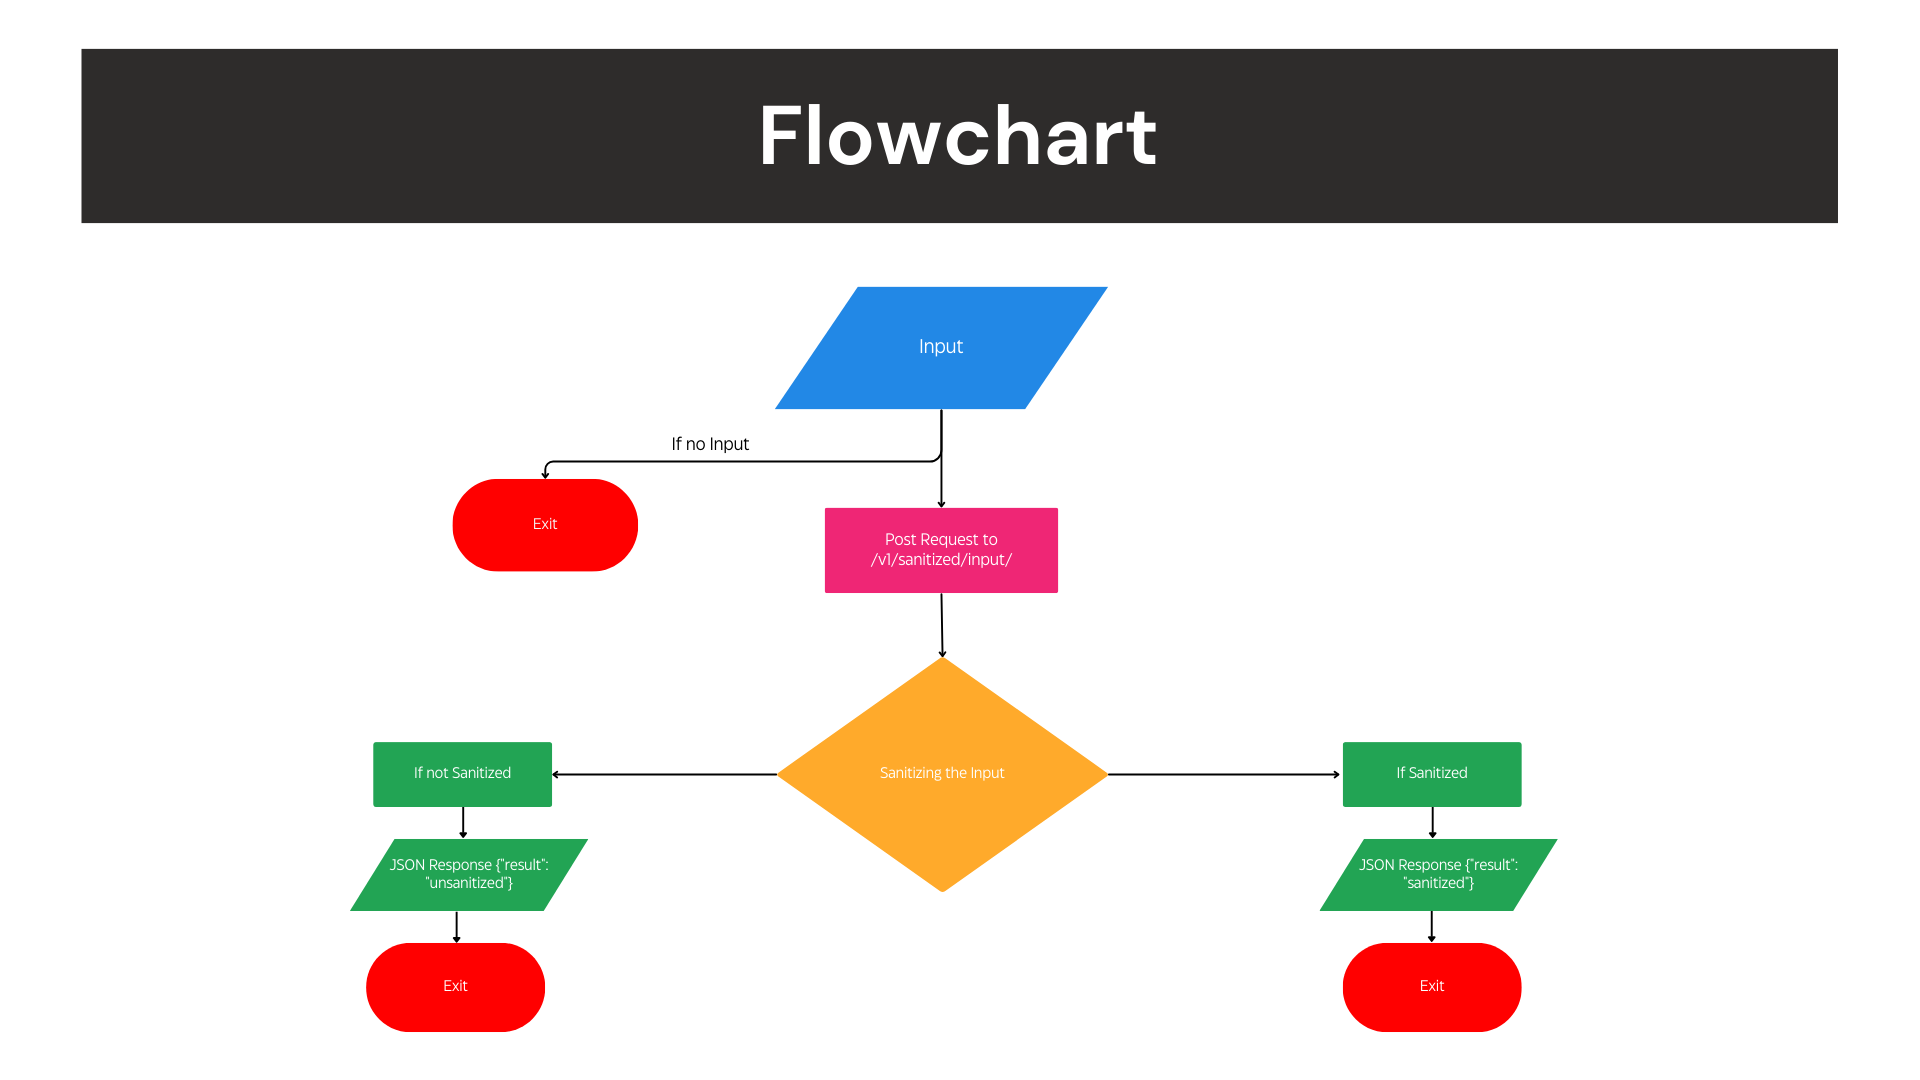 Flowchart
Input
If no Input
Exit
Post Request to
/v1/sanitized/input/
If not Sanitized
Sanitizing the Input
If Sanitized
JSON Response {"result":
"unsanitized"}
JSON Response {"result":
"sanitized"}
Exit
Exit